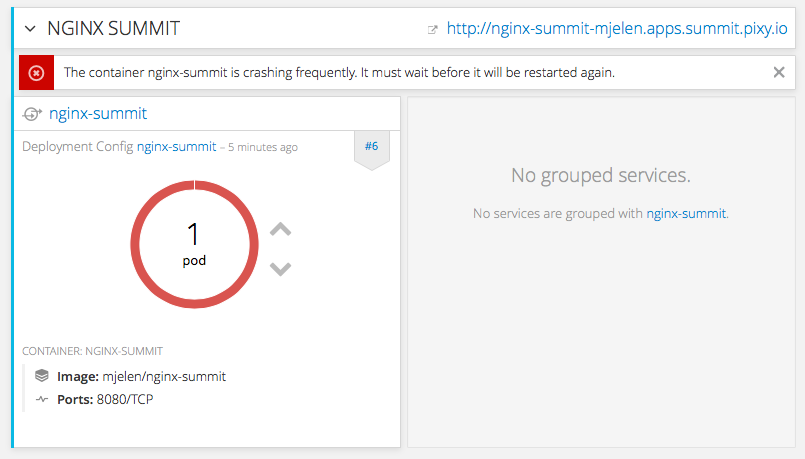 NGINX SUMMIT
http://nginx-summit-mjelen.apps.summit.pixy.io
The container nginx-summit is crashing frequently. It must wait before it will be restarted again.
nginx-summit
Deployment Config nginx-summit – 5 minutes ago
#6
1
pod
CONTAINER: NGINX-SUMMIT
Image: mjelen/nginx-summit
Ports: 8080/TCP
No grouped services.
No services are grouped with nginx-summit.